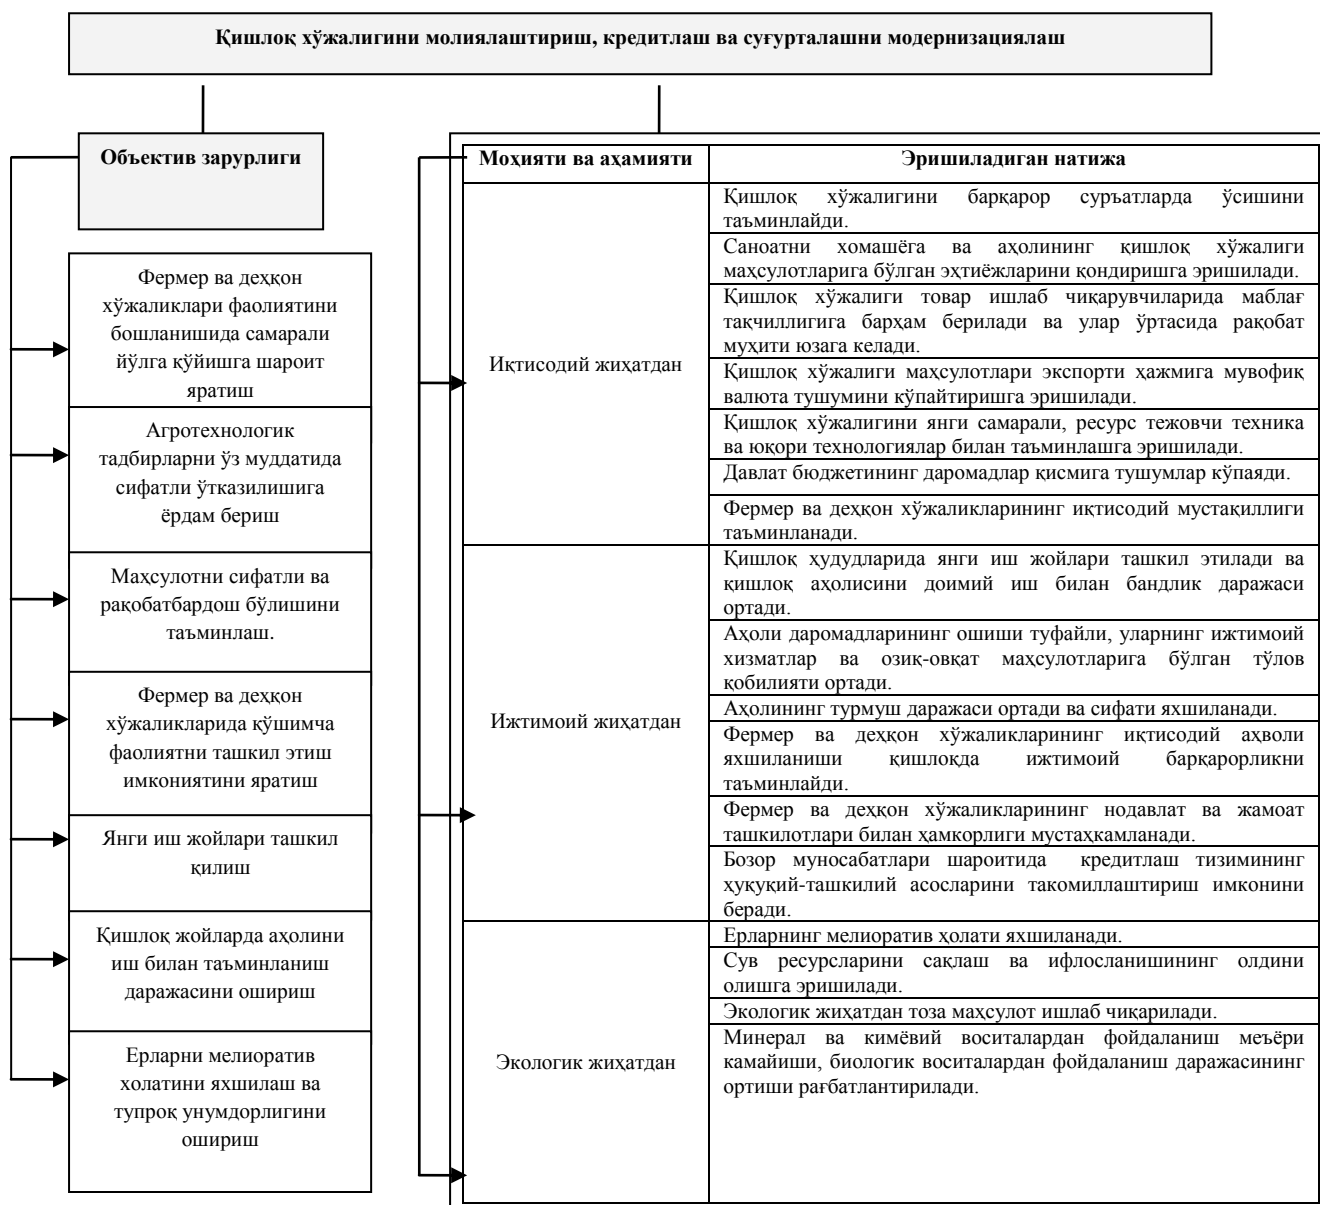 Қишлоқ хўжалигини молиялаштириш, кредитлаш ва суғурталашни модернизациялаш
Объектив зарурлиги
Фермер ва деҳқон
хўжаликлари фаолиятини
бошланишида самарали
йўлга қўйишга шароит
яратиш
Агротехнологик
тадбирларни ўз муддатида
сифатли ўтказилишига
ёрдам бериш
Маҳсулотни сифатли ва
рақобатбардош бўлишини
таъминлаш.
Фермер ва деҳқон
хўжаликларида қўшимча
фаолиятни ташкил этиш
имкониятини яратиш
Янги иш жойлари ташкил
қилиш
Қишлоқ жойларда аҳолини
иш билан таъминланиш
даражасини ошириш
Ерларни мелиоратив
холатини яхшилаш ва
тупроқ унумдорлигини
ошириш
Моҳияти ва аҳамияти
Эришиладиган натижа
Иқтисодий жиҳатдан
Қишлоқ хўжалигини барқарор суръатларда ўсишини
таъминлайди.
Саноатни хомашёга ва аҳолининг қишлоқ хўжалиги
маҳсулотларига бўлган эҳтиёжларини қондиришга эришилади.
Қишлоқ хўжалиги товар ишлаб чиқарувчиларида маблағ
тақчиллигига барҳам берилади ва улар ўртасида рақобат
муҳити юзага келади.
Қишлоқ хўжалиги маҳсулотлари экспорти ҳажмига мувофиқ
валюта тушумини кўпайтиришга эришилади.
Қишлоқ хўжалигини янги самарали, ресурс тежовчи техника
ва юқори технологиялар билан таъминлашга эришилади.
Давлат бюджетининг даромадлар қисмига тушумлар кўпаяди.
Фермер ва деҳқон хўжаликларининг иқтисодий мустақиллиги
таъминланади.
Ижтимоий жиҳатдан
Қишлоқ ҳудудларида янги иш жойлари ташкил этилади ва
қишлоқ аҳолисини доимий иш билан бандлик даражаси
ортади.
Аҳоли даромадларининг ошиши туфайли, уларнинг ижтимоий
хизматлар ва озиқ-овқат маҳсулотларига бўлган тўлов
қобилияти ортади.
Аҳолининг турмуш даражаси ортади ва сифати яхшиланади.
Фермер ва деҳқон хўжаликларининг иқтисодий аҳволи
яхшиланиши қишлоқда ижтимоий барқарорликни
таъминлайди.
Фермер ва деҳқон хўжаликларининг нодавлат ва жамоат
ташкилотлари билан ҳамкорлиги мустаҳкамланади.
Бозор муносабатлари шароитида кредитлаш тизимининг
ҳуқуқий-ташкилий асосларини такомиллаштириш имконини
беради.
Экологик жиҳатдан
Ерларнинг мелиоратив ҳолати яхшиланади.
Сув ресурсларини сақлаш ва ифлосланишининг олдини
олишга эришилади.
Экологик жиҳатдан тоза маҳсулот ишлаб чиқарилади.
Минерал ва кимёвий воситалардан фойдаланиш меъёри
камайиши, биологик воситалардан фойдаланиш даражасининг
ортиши рағбатлантирилади.